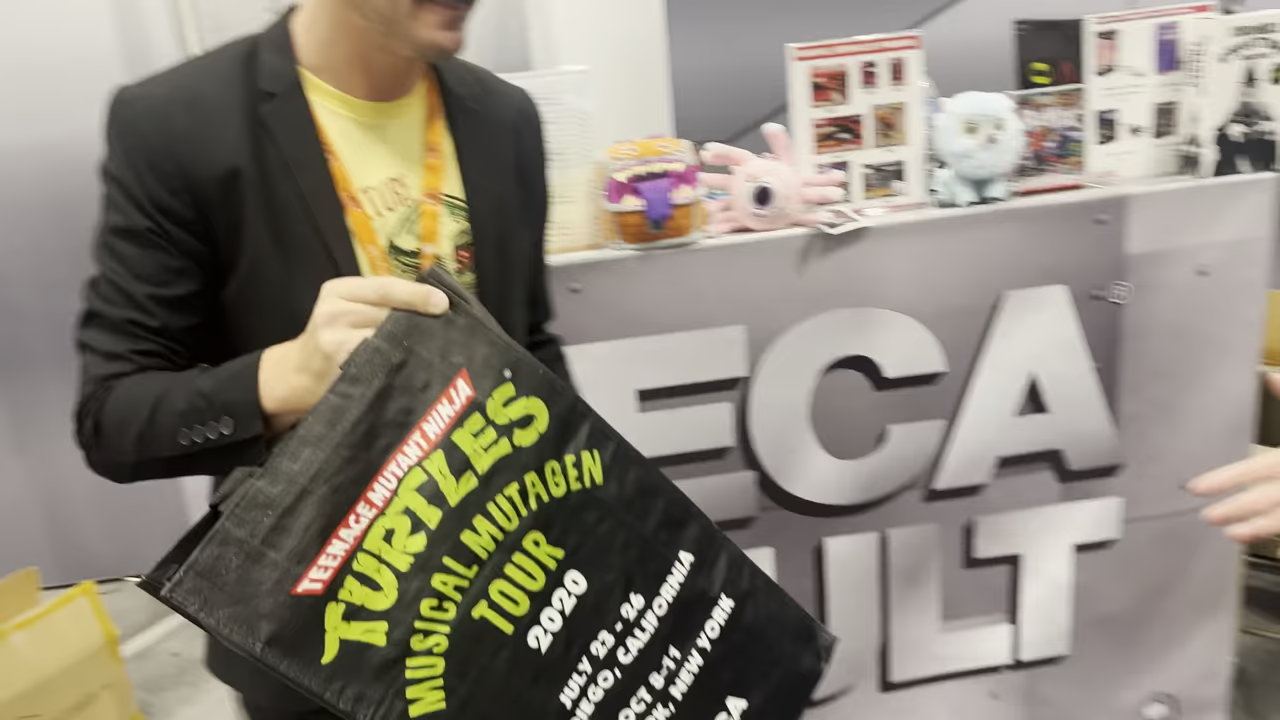 TEENAGE MUTANT NINJA
TURTLES
MUSICAL MUTAGEN
TOUR
2020
JULY 23 - 26
DIEGO, CALIFORNIA
OCT 8-11
NEW YORK
ECA
ULT